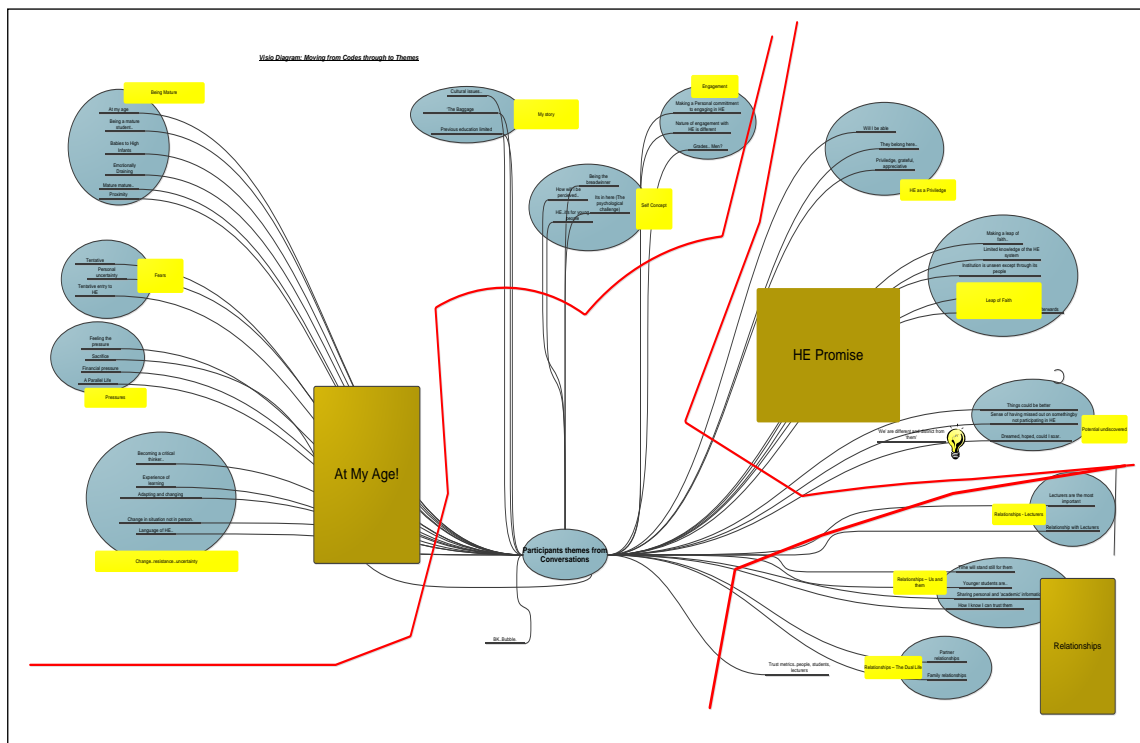 Visio Diagram: Moving from Codes through to Themes
Being Mature
At my age
Being a mature
student..
Babies to High
Infants
Emotionally
Draining
Mature mature..
Proximity
Cultural issues..
'The Baggage
Previous education limited
My story
Engagement
Making a Personal commitment
to engaging in HE
Nature of engagement with
HE is different
Grades.. Man?
Being the
breadwinner
How will I be
perceived..
Its in here (The
psychological
challenge)
HE..its for young
people
Self Concept
Will I be able
They talking here..
Priviledge, grateful,
appreciative
HE as a Priviledge
Tentative
Personal
uncertainty
Tentative entry to
HE
Fears
Making a leap of
faith..
Limited knowledge of the HE
system
Institution is unseen except through its
people
Leap of Faith
HE Promise
Feeling the
pressure
Sacrifice
Financial pressure
A Parallel Life
Pressures
At My Age!
Things could be better
Sense of having missed out on somethingby
not participating in HE
Dreamed, hoped, could I scar..
Potential undiscovered
'We' are different and distinct from
them'
Becoming a critical
thinker..
Experience of
learning
Adapting and changing
Change in situation not in person.
Language of HE..
Change..resistence..uncertainty
Participants themes from
Conversations
Lecturers are the most
important
Relationships - Lecturers
Relationship with Lecturers
Time will stand still for them
Relationships – Us and
them
Younger students are..
Sharing personal and 'academic' informatio
How I know I can trust them
Relationships
BK..Bubble.
Trust metrics, people, students,
lecturers
Partner
relationships
Relationships – The Dual Life
Family relationships